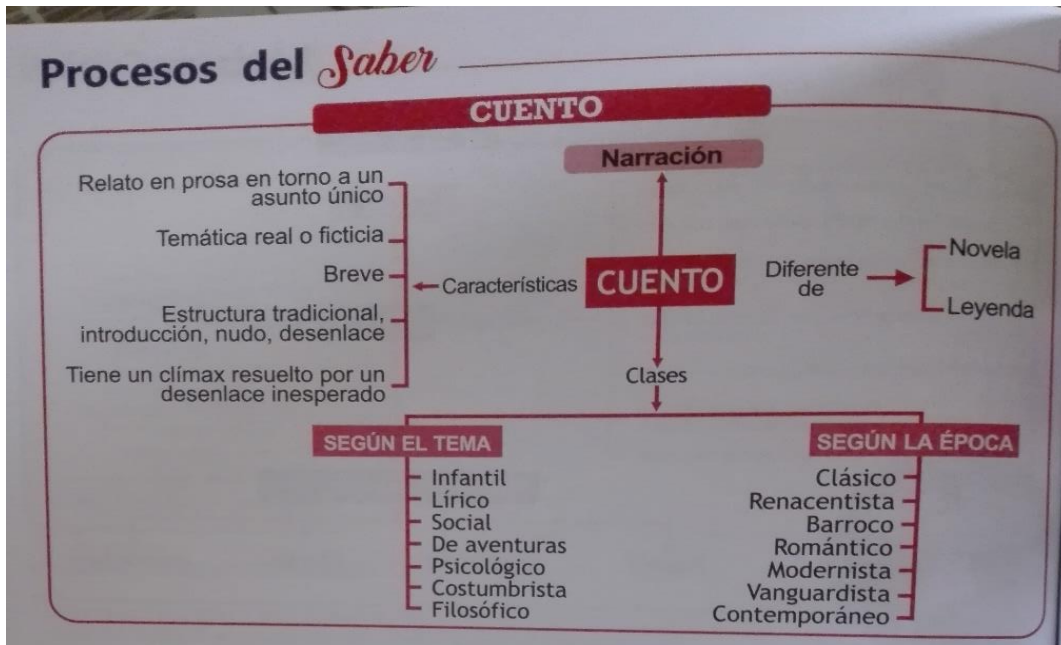 Procesos del Saber
CUENTO
Narración
Relato en prosa en torno a un
asunto único
Temática real o ficticia
Breve
Estructura tradicional,
introducción, nudo, desenlace
Tiene un clímax resuelto por un
desenlace inesperado
Características
CUENTO
Diferente
de
Novela
Leyenda
Clases
SEGÚN EL TEMA
Infantil
Lírico
Social
De aventuras
Psicológico
Costumbrista
Filosófico
SEGÚN LA ÉPOCA
Clásico
Renacentista
Barroco
Romántico
Modernista
Vanguardista
Contemporáneo